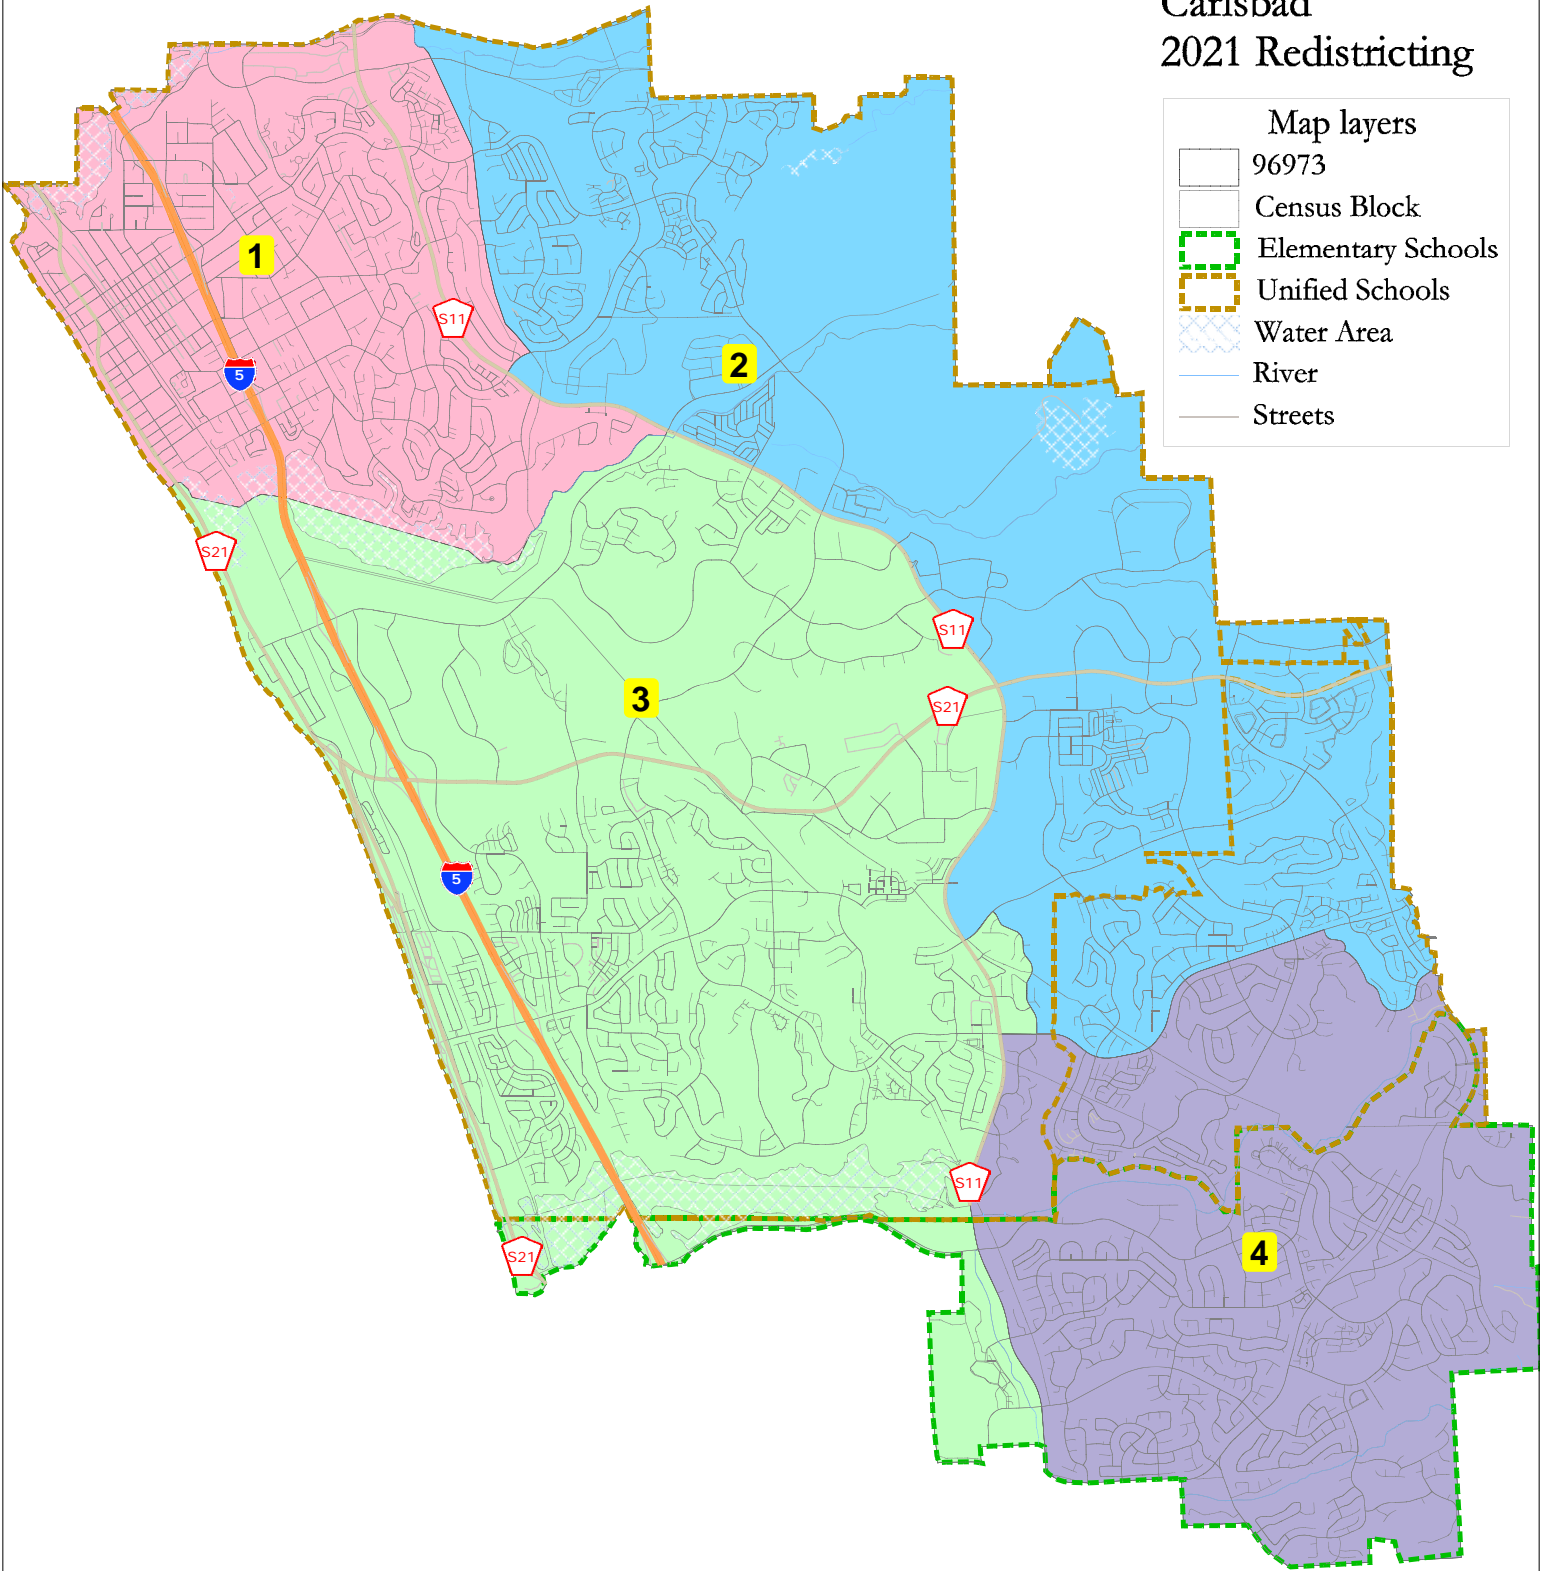 Carlsbad
2021 Redistricting
Map layers
96973
Census Block
Elementary Schools
Unified Schools
Water Area
River
Streets
1
S11
2
5
S21
S11
3
S21
5
S11
S21
4